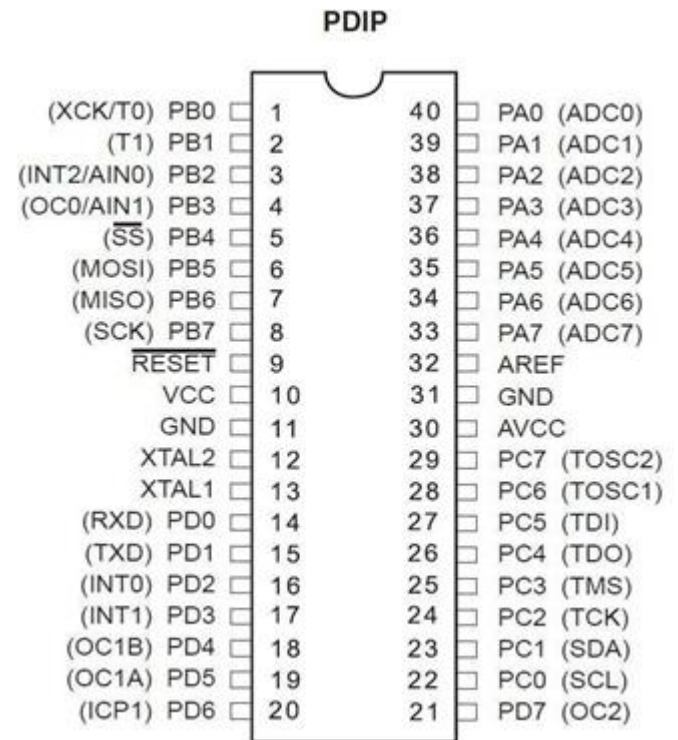 PDIP
(XCK/T0) PB0 1 40 PA0 (ADC0)
(T1) PB1 2 39 PA1 (ADC1)
(INT2/AIN0) PB2 3 38 PA2 (ADC2)
(OC0/AIN1) PB3 4 37 PA3 (ADC3)
(SS) PB4 5 36 PA4 (ADC4)
(MOSI) PB5 6 35 PA5 (ADC5)
(MISO) PB6 7 34 PA6 (ADC6)
(SCK) PB7 8 33 PA7 (ADC7)
RESET 9 32 AREF
VCC 10 31 GND
GND 11 30 AVCC
XTAL2 12 29 PC7 (TOSC2)
XTAL1 13 28 PC6 (TOSC1)
(RXD) PD0 14 27 PC5 (TDI)
(TXD) PD1 15 26 PC4 (TDO)
(INT0) PD2 16 25 PC3 (TMS)
(INT1) PD3 17 24 PC2 (TCK)
(OC1B) PD4 18 23 PC1 (SDA)
(OC1A) PD5 19 22 PC0 (SCL)
(ICP1) PD6 20 21 PD7 (OC2)